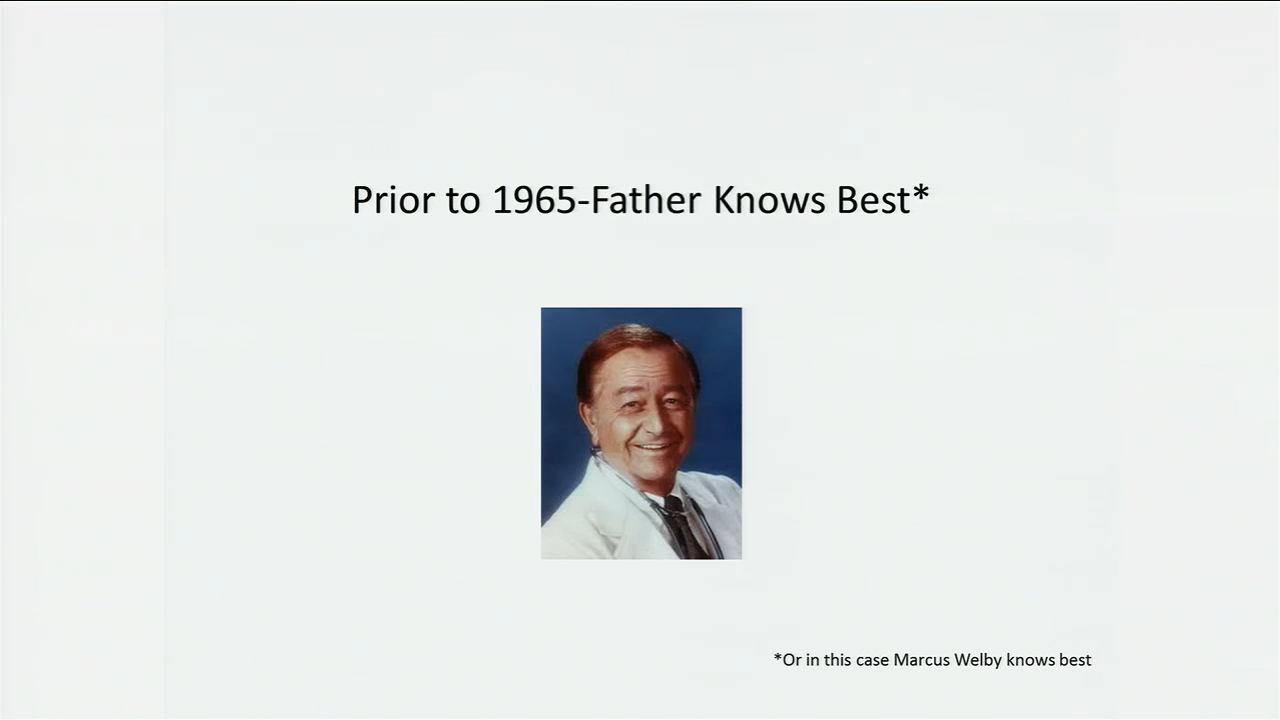 Prior to 1965-Father Knows Best*
*Or in this case Marcus Welby knows best